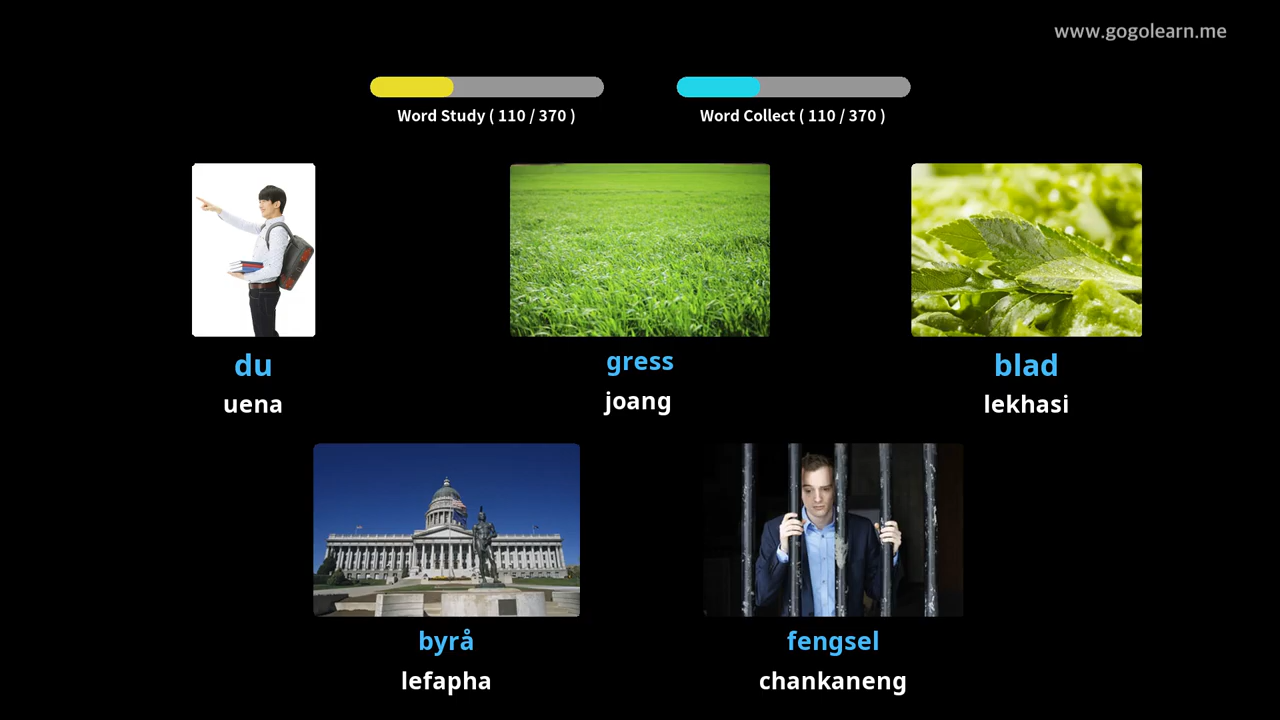 www.gogolearn.me
Word Study ( 110 / 370 )
Word Collect ( 110 / 370 )
du
uena
gress
joang
blad
lekhasi
byrå
lefapha
fengsel
chankaneng